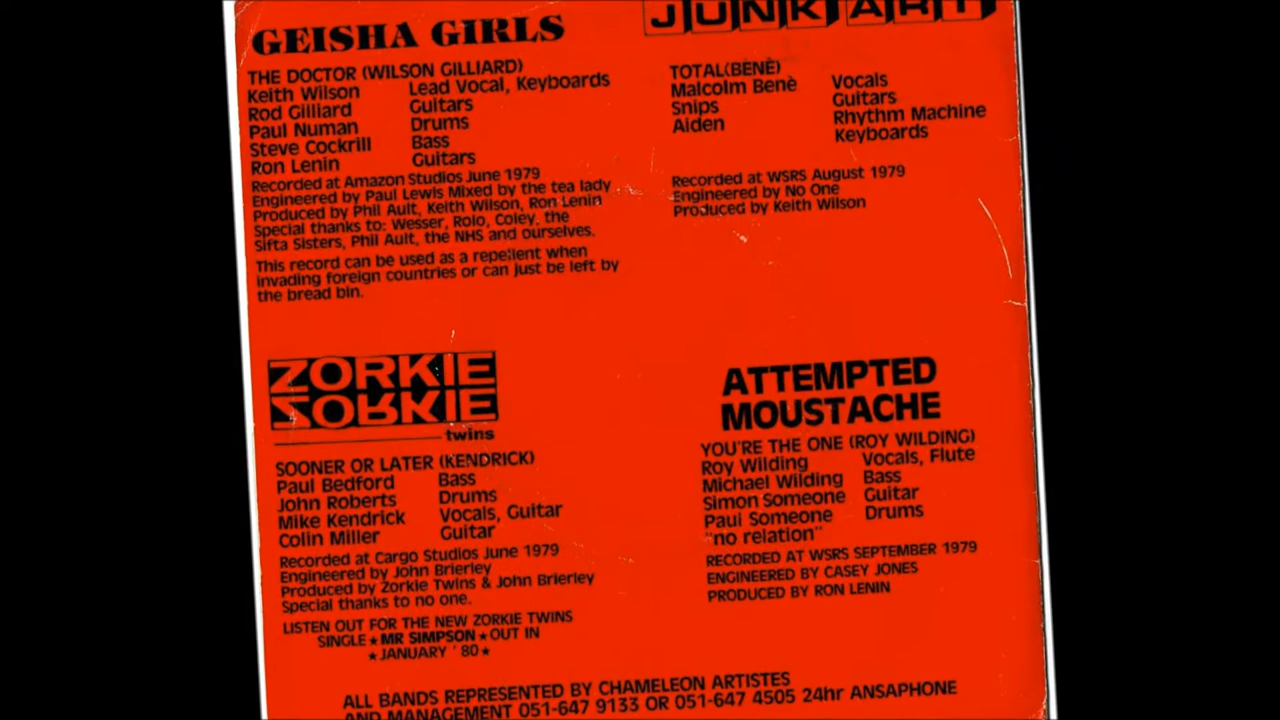 GEISHA GIRLS
THE DOCTOR (WILSON GILLIARD)
Keith Wilson Lead Vocal, Keyboards
Rod Gilliard Guitars
Paul Numan Drums
Steve Cockrill Bass
Ron Lenin Guitars
Recorded at Amazon Studios June 1979
Engineered by Paul Lewis Mixed by the tea lady
Produced by Phil Ault, Keith Wilson, Ron Lenin
Special thanks to: Wesser, Rolo, Coley, the
Sifta Sisters, Phil Ault, the NHS and ourselves.
This record can be used as a repellent when
invading foreign countries or can just be left by
the bread bin.
JUNK ART
TOTAL(BENÈ)
Malcolm Benè Vocals
Snips Guitars
Aiden Rhythm Machine
Keyboards
Recorded at WSRS August 1979
Engineered by No One
Produced by Keith Wilson
ZORKIE
ZORKIE
twins
SOONER OR LATER (KENDRICK)
Paul Bedford Bass
John Roberts Drums
Mike Kendrick Vocals, Guitar
Colin Miller Guitar
Recorded at Cargo Studios June 1979
Engineered by John Brierley
Produced by Zorkie Twins & John Brierley
Special thanks to no one.
LISTEN OUT FOR THE NEW ZORKIE TWINS
SINGLE ★ MR SIMPSON ★ OUT IN
★ JANUARY ' 80 ★
ATTEMPTED
MOUSTACHE
YOU'RE THE ONE (ROY WILDING)
Roy Wilding Vocals, Flute
Michael Wilding Bass
Simon Someone Guitar
Paul Someone Drums
"no relation"
RECORDED AT WSRS SEPTEMBER 1979
ENGINEERED BY CASEY JONES
PRODUCED BY RON LENIN
ALL BANDS REPRESENTED BY CHAMELEON ARTISTES
AND MANAGEMENT 051-647 9133 OR 051-647 4505 24hr ANSAPHONE